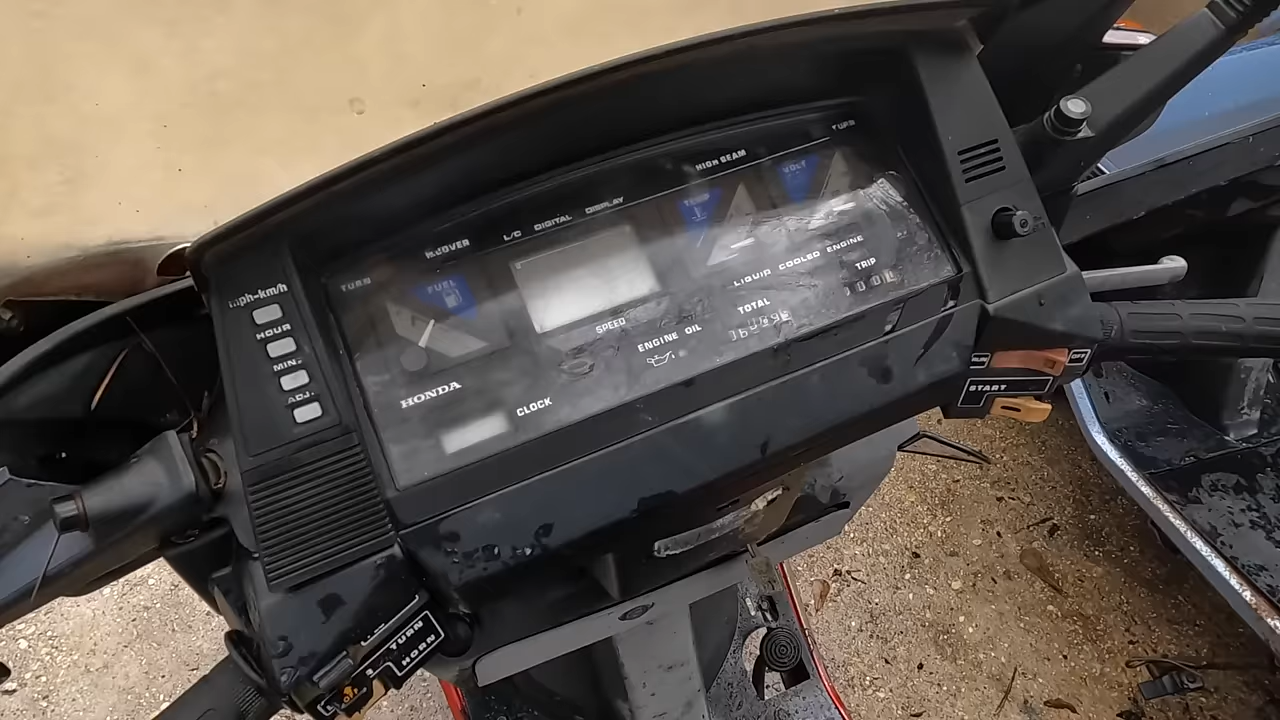 TURN
HIGH BEAM
TURN
L/C DIGITAL DISPLAY
VOLT
TEMP
FUEL
mph-km/h
HOUR
MIN.
ADJ.
LIQUID COOLED ENGINE
SPEED
TOTAL
TRIP
ENGINE OIL
HONDA
CLOCK
OFF
START
TURN
HORN